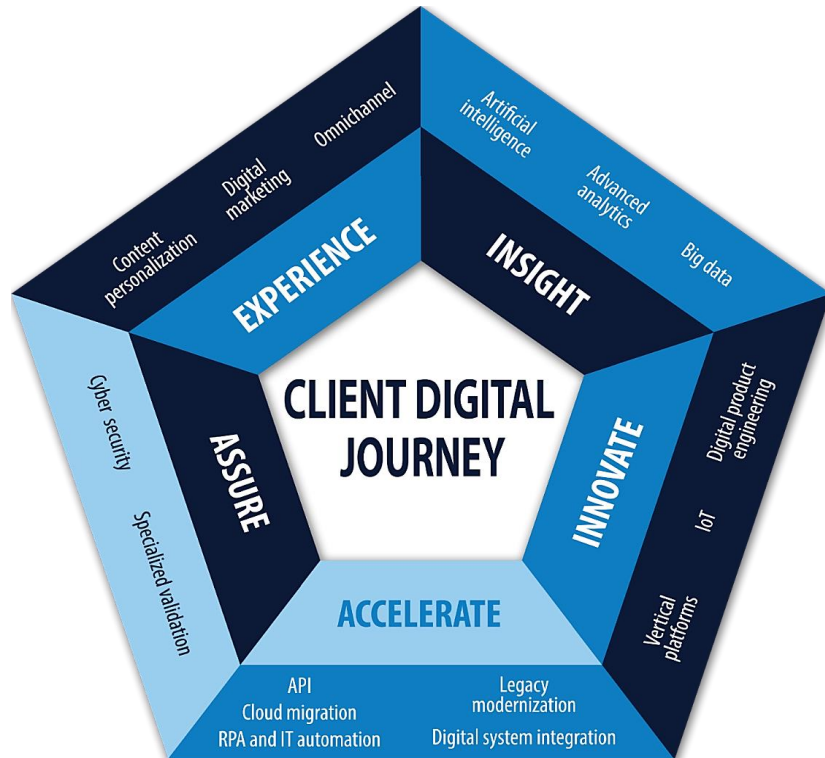 CLIENT DIGITAL
JOURNEY
EXPERIENCE
Content
personalization
Digital
marketing
Omnichannel
INSIGHT
Artificial
intelligence
Advanced
analytics
Big data
INNOVATE
Digital product
engineering
IoT
Vertical
platforms
ACCELERATE
API
Cloud migration
RPA and IT automation
Legacy
modernization
Digital system integration
ASSURE
Cyber security
Specialized validation